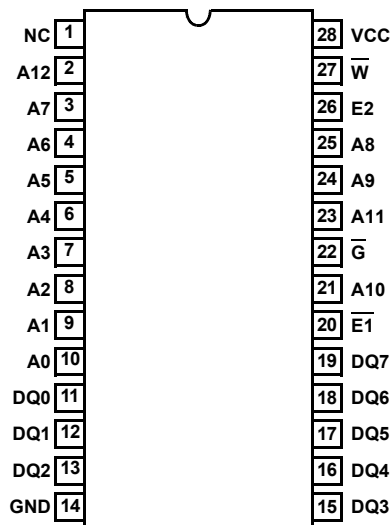 NC 1 28 VCC
A12 2 27 W̅
A7 3 26 E2
A6 4 25 A8
A5 5 24 A9
A4 6 23 A11
A3 7 22 G̅
A2 8 21 A10
A1 9 20 E̅1̅
A0 10 19 DQ7
DQ0 11 18 DQ6
DQ1 12 17 DQ5
DQ2 13 16 DQ4
GND 14 15 DQ3